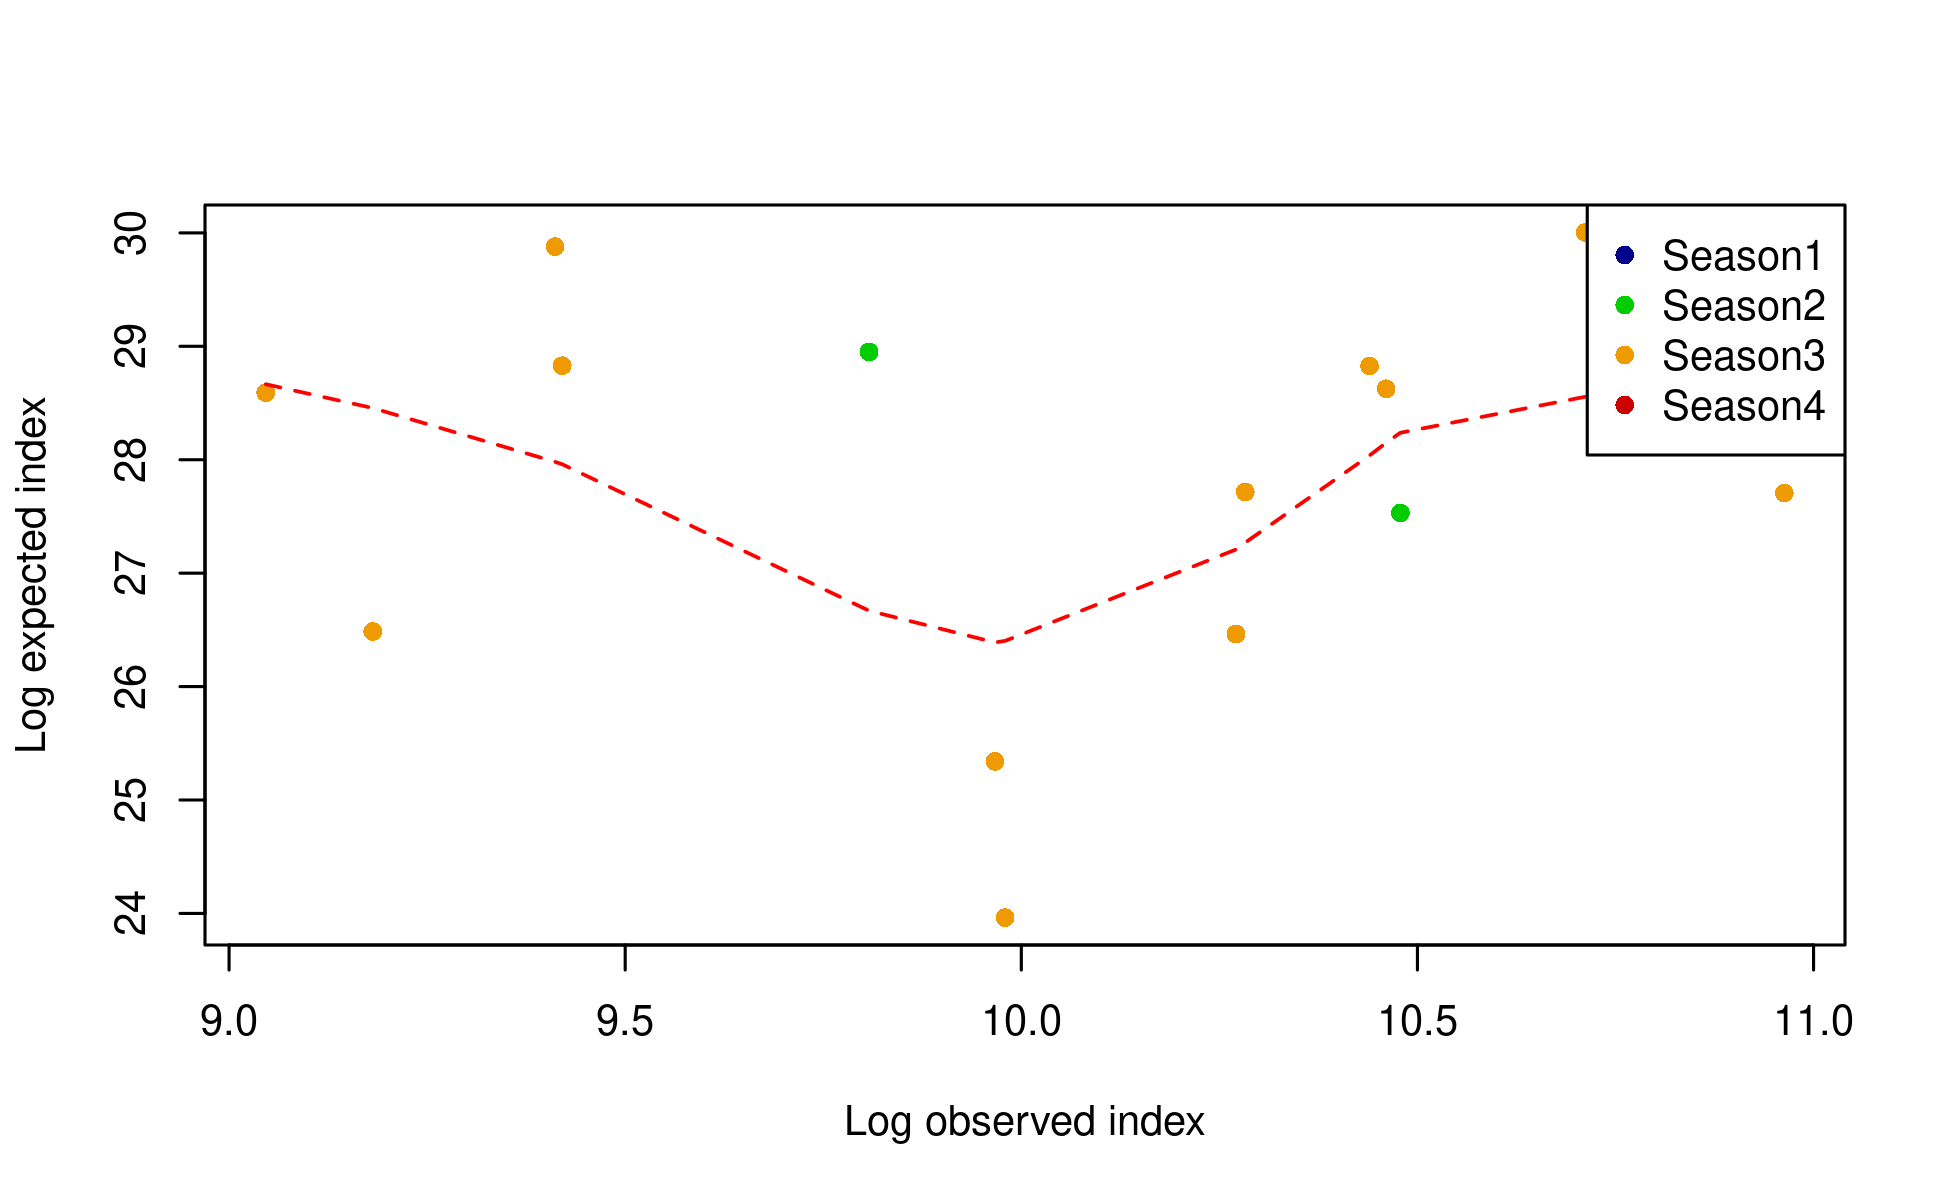 30
29
28
27
26
25
24
Log expected index
Season1
Season2
Season3
Season4
9.0 9.5 10.0 10.5 11.0
Log observed index